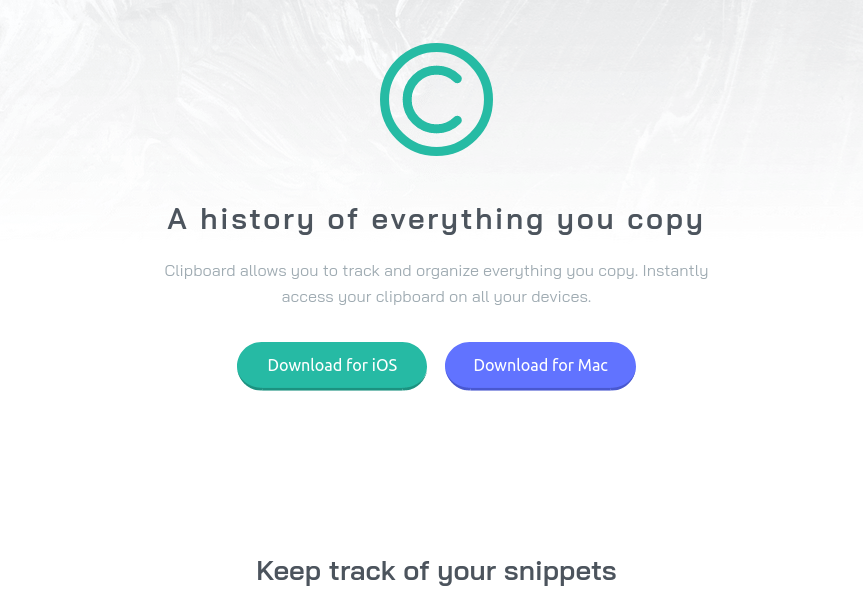 A history of everything you copy
Clipboard allows you to track and organize everything you copy. Instantly
access your clipboard on all your devices.
Download for iOS
Download for Mac
Keep track of your snippets